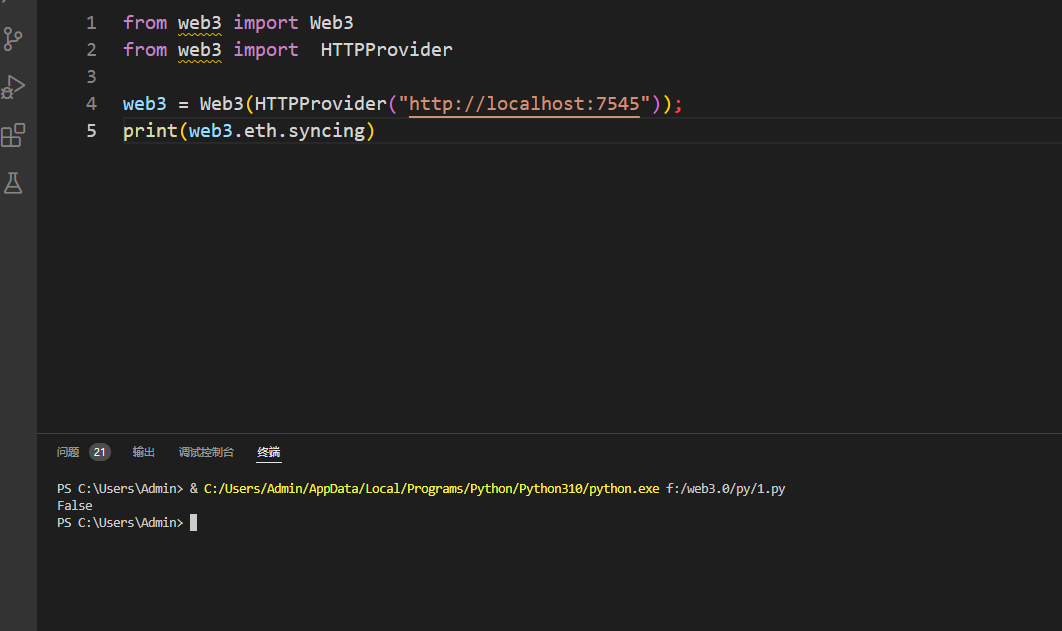 1 from web3 import Web3
2 from web3 import  HTTPProvider
3
4 web3 = Web3(HTTPProvider("http://localhost:7545"));
5 print(web3.eth.syncing)
问题 21 输出 调试控制台 终端
PS C:\Users\Admin> & C:/Users/Admin/AppData/Local/Programs/Python/Python310/python.exe f:/web3.0/py/1.py
False
PS C:\Users\Admin>